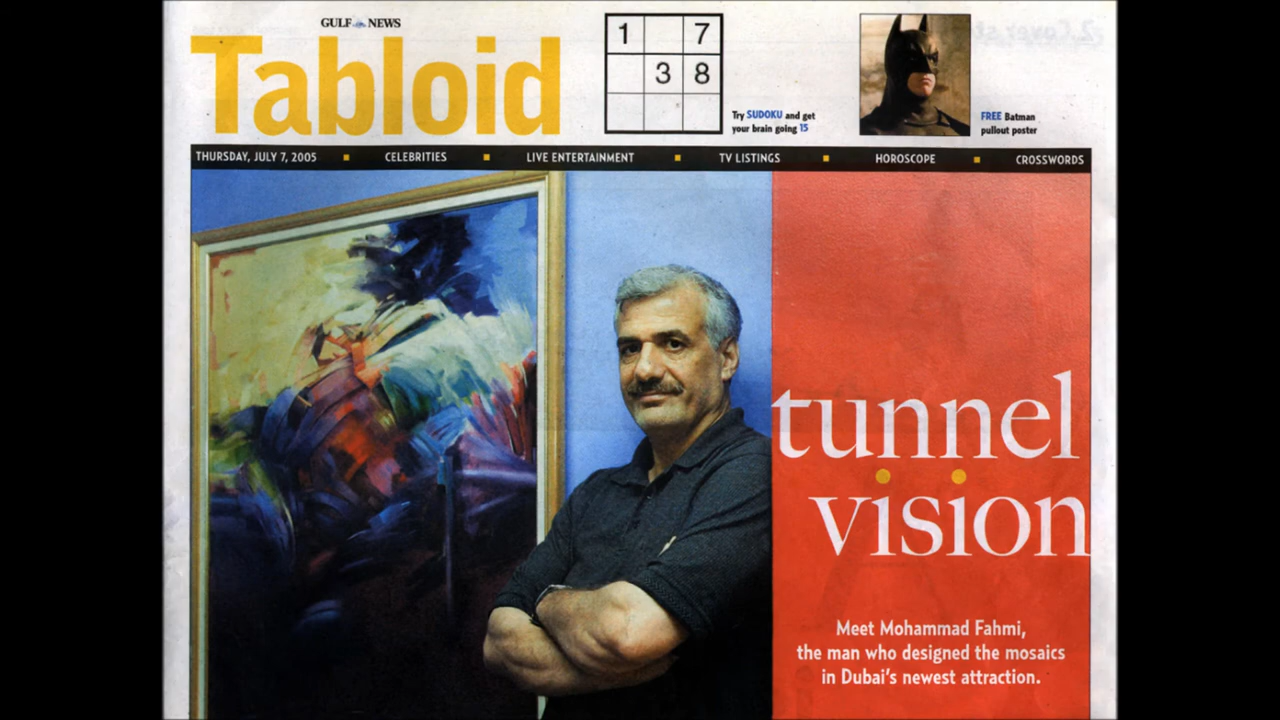 GULF NEWS
Tabloid
1 7
3 8
Try SUDOKU and get
your brain going 15
FREE Batman
pullout poster
THURSDAY, JULY 7, 2005 CELEBRITIES LIVE ENTERTAINMENT TV LISTINGS HOROSCOPE CROSSWORDS
tunnel
vision
Meet Mohammad Fahmi,
the man who designed the mosaics
in Dubai's newest attraction.